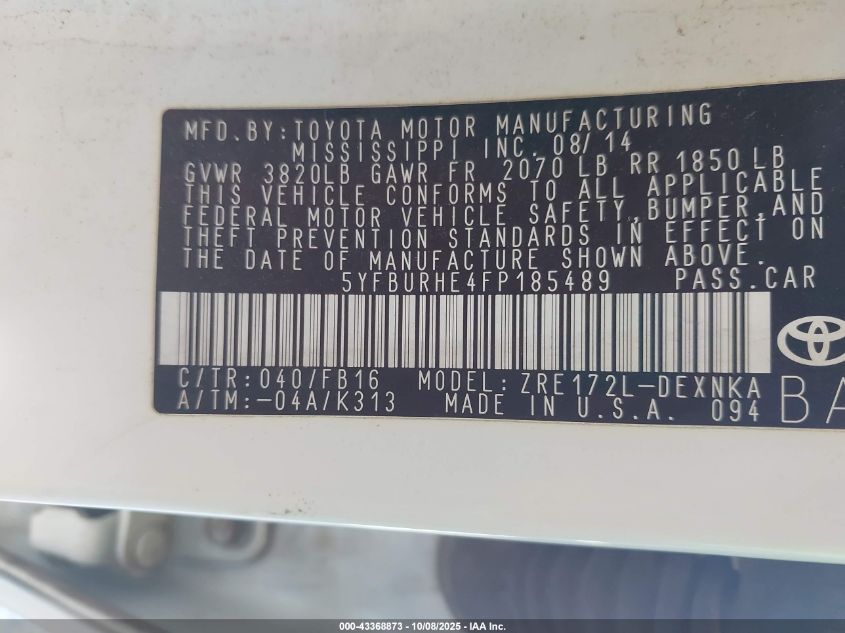 MFD.BY:TOYOTA MOTOR MANUFACTURING
MISSISSIPPI INC. 08/14
GVWR 3820LB GAWR FR 2070 LB RR 1850 LB
THIS VEHICLE CONFORMS TO ALL APPLICABLE
FEDERAL MOTOR VEHICLE SAFETY,BUMPER,AND
THEFT PREVENTION STANDARDS IN EFFECT ON
THE DATE OF MANUFACTURE SHOWN ABOVE.
5YFBURHE4FP185489 PASS.CAR
C/TR:040/FB16 MODEL:ZRE172L-DEXNKA
A/TM:-04A/K313 MADE IN U.S.A. 094 BA
000-43368873 - 10/08/2025 - IAA Inc.